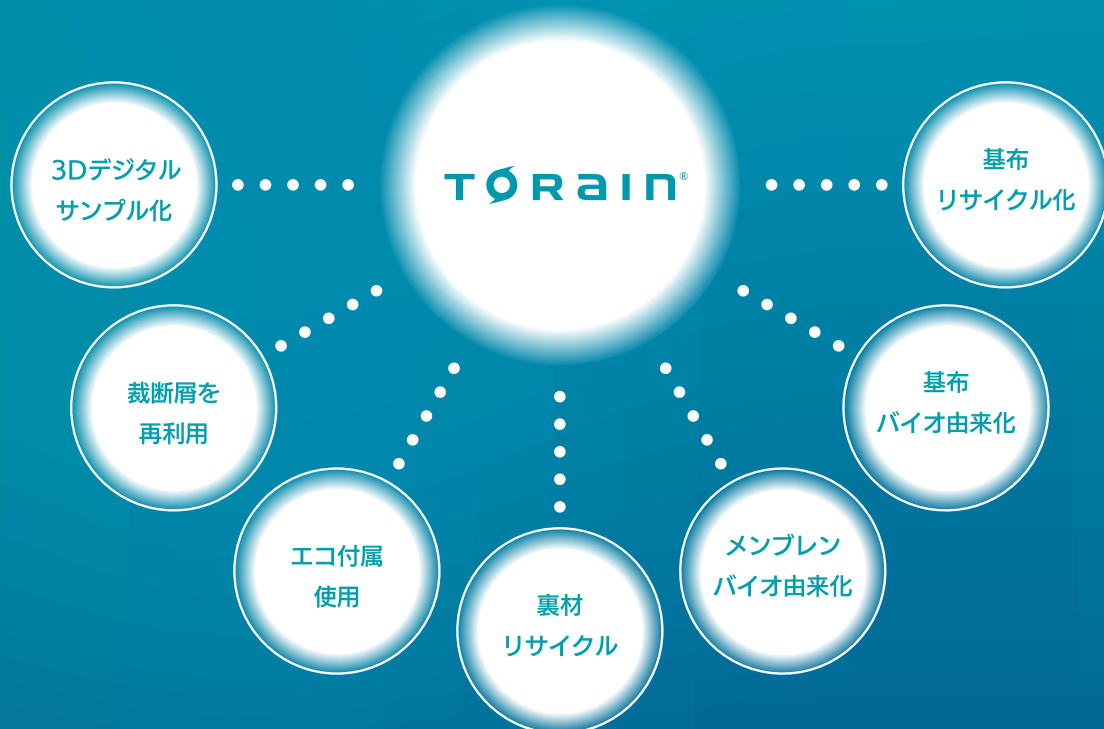 TORAIN®
3Dデジタル
サンプル化
裁断屑を
再利用
エコ付属
使用
裏材
リサイクル
メンブレン
バイオ由来化
基布
バイオ由来化
基布
リサイクル化